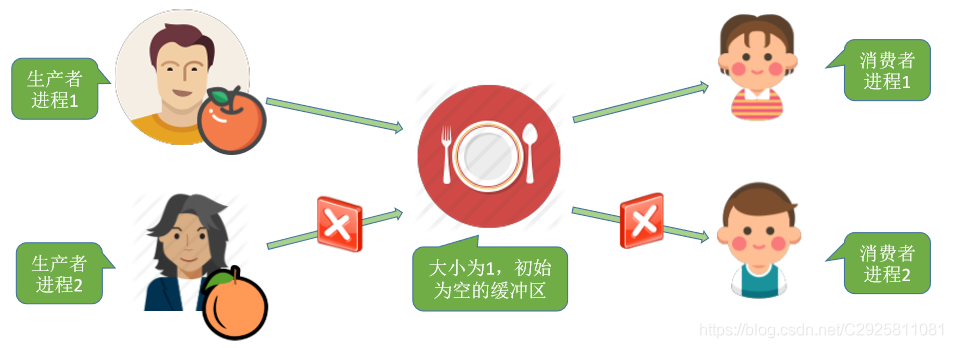 生产者
进程1
消费者
进程1
生产者
进程2
大小为1，初始
为空的缓冲区
消费者
进程2
https://blog.csdn.net/C2925811081